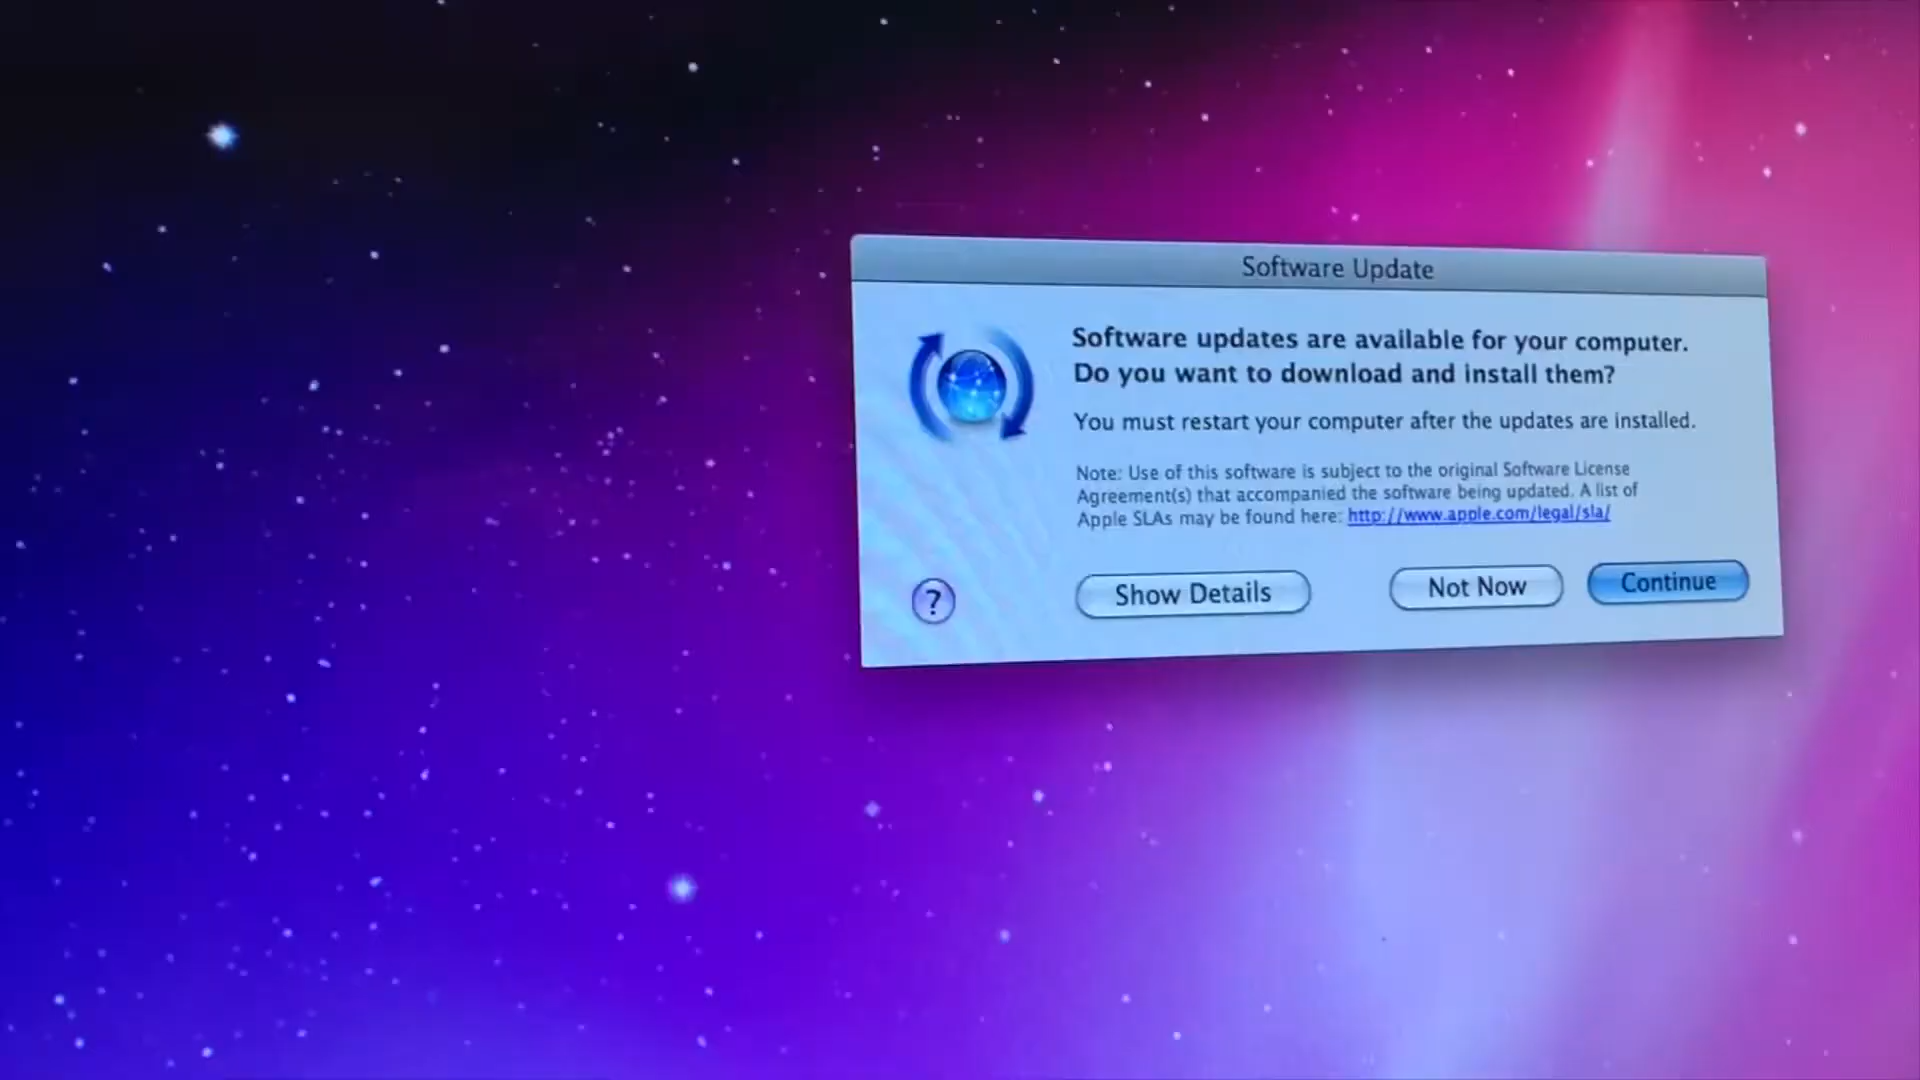 Software Update
Software updates are available for your computer.
Do you want to download and install them?
You must restart your computer after the updates are installed.
Note: Use of this software is subject to the original Software License
Agreement(s) that accompanied the software being updated. A list of
Apple SLAs may be found here: http://www.apple.com/legal/sla/
? Show Details Not Now Continue